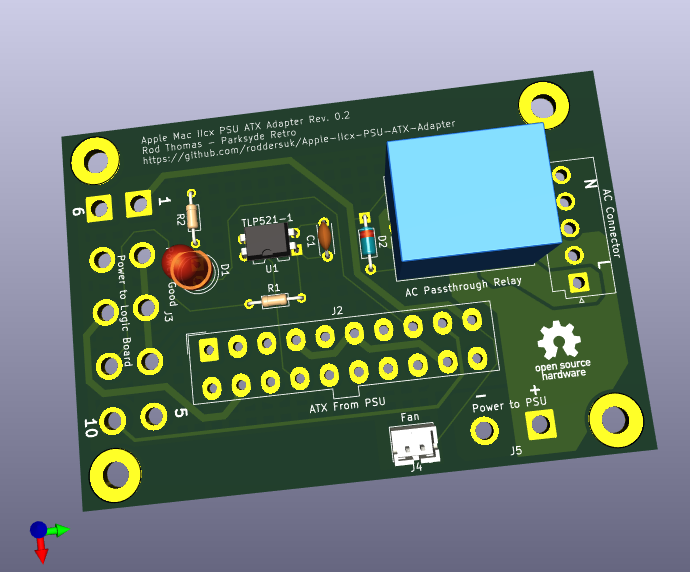 Apple Mac IIcx PSU ATX Adapter Rev. 0.2
Rod Thomas - Parksyde Retro
https://github.com/roddersuk/Apple-IIcx-PSU-ATX-Adapter
6
1
R2
TLP521-1
U1
C1
D2
D1
Good
R1
J3
Power to Logic Board
10
5
J2
ATX From PSU
AC Passthrough Relay
N
L
AC Connector
open source
hardware
Fan
J4
- +
Power to PSU
J5